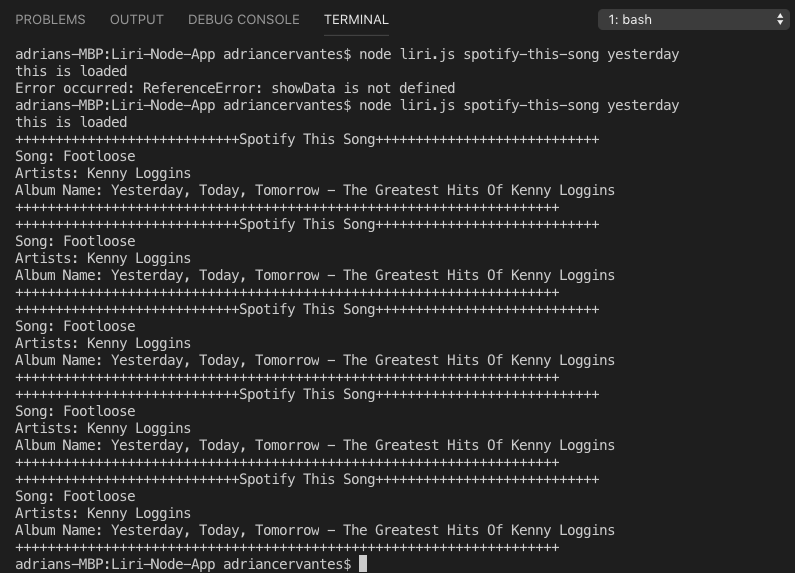 PROBLEMS OUTPUT DEBUG CONSOLE TERMINAL 1: bash
adrians-MBP:Liri-Node-App adriancervantes$ node liri.js spotify-this-song yesterday
this is loaded
Error occurred: ReferenceError: showData is not defined
adrians-MBP:Liri-Node-App adriancervantes$ node liri.js spotify-this-song yesterday
this is loaded
++++++++++++++++++++++++++++Spotify This Song++++++++++++++++++++++++++++
Song: Footloose
Artists: Kenny Loggins
Album Name: Yesterday, Today, Tomorrow - The Greatest Hits Of Kenny Loggins
++++++++++++++++++++++++++++++++++++++++++++++++++++++++++++++++++++
++++++++++++++++++++++++++++Spotify This Song++++++++++++++++++++++++++++
Song: Footloose
Artists: Kenny Loggins
Album Name: Yesterday, Today, Tomorrow - The Greatest Hits Of Kenny Loggins
++++++++++++++++++++++++++++++++++++++++++++++++++++++++++++++++++++
++++++++++++++++++++++++++++Spotify This Song++++++++++++++++++++++++++++
Song: Footloose
Artists: Kenny Loggins
Album Name: Yesterday, Today, Tomorrow - The Greatest Hits Of Kenny Loggins
++++++++++++++++++++++++++++++++++++++++++++++++++++++++++++++++++++
++++++++++++++++++++++++++++Spotify This Song++++++++++++++++++++++++++++
Song: Footloose
Artists: Kenny Loggins
Album Name: Yesterday, Today, Tomorrow - The Greatest Hits Of Kenny Loggins
++++++++++++++++++++++++++++++++++++++++++++++++++++++++++++++++++++
++++++++++++++++++++++++++++Spotify This Song++++++++++++++++++++++++++++
Song: Footloose
Artists: Kenny Loggins
Album Name: Yesterday, Today, Tomorrow - The Greatest Hits Of Kenny Loggins
++++++++++++++++++++++++++++++++++++++++++++++++++++++++++++++++++++
adrians-MBP:Liri-Node-App adriancervantes$